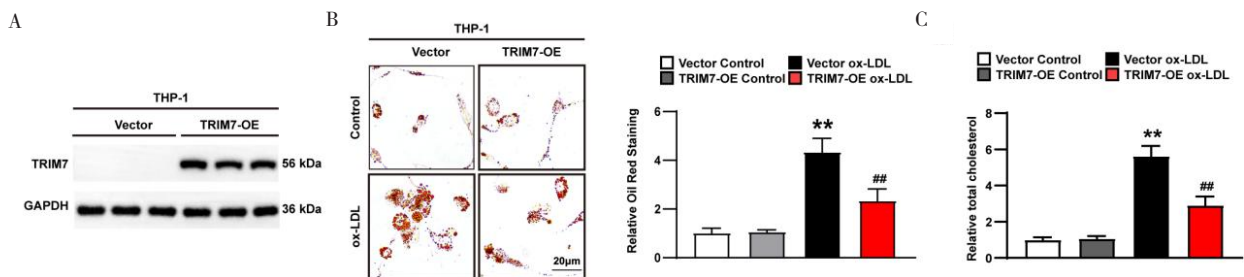 A
THP-1
Vector TRIM7-OE
TRIM7 56 kDa
GAPDH 36 kDa
B
THP-1
Vector TRIM7-OE
Control
ox-LDL
20μm
Vector Control Vector ox-LDL
TRIM7-OE Control TRIM7-OE ox-LDL
Relative Oil Red Staining
6
4
2
0
**
##
C
Vector Control Vector ox-LDL
TRIM7-OE Control TRIM7-OE ox-LDL
Relative total cholesterol
8
6
4
2
0
**
##